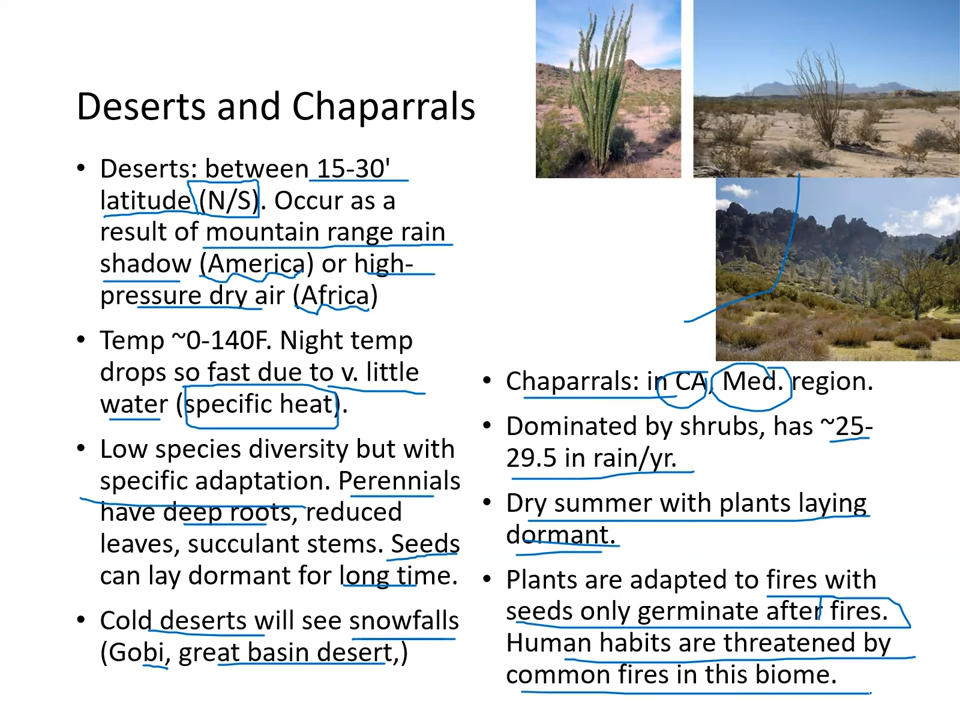 Deserts and Chaparrals
• Deserts: between 15-30'
latitude (N/S). Occur as a
result of mountain range rain
shadow (America) or high-
pressure dry air (Africa)
• Temp ~0-140F. Night temp
drops so fast due to v. little
water (specific heat).
• Low species diversity but with
specific adaptation. Perennials
have deep roots, reduced
leaves, succulant stems. Seeds
can lay dormant for long time.
• Cold deserts will see snowfalls
(Gobi, great basin desert,)
• Chaparrals: in CA, Med. region.
• Dominated by shrubs, has ~25-
29.5 in rain/yr.
• Dry summer with plants laying
dormant.
• Plants are adapted to fires with
seeds only germinate after fires.
Human habits are threatened by
common fires in this biome.